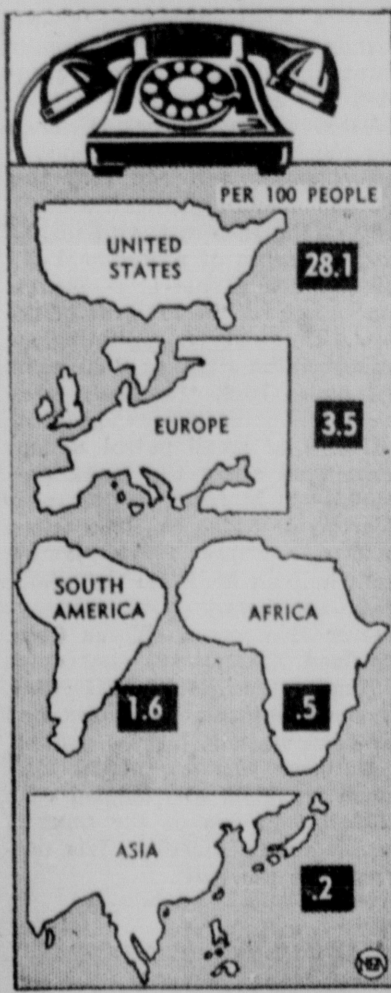 PER 100 PEOPLE
UNITED
STATES
28.1
EUROPE
3.5
SOUTH
AMERICA
1.6
AFRICA
.5
ASIA
.2
NEA